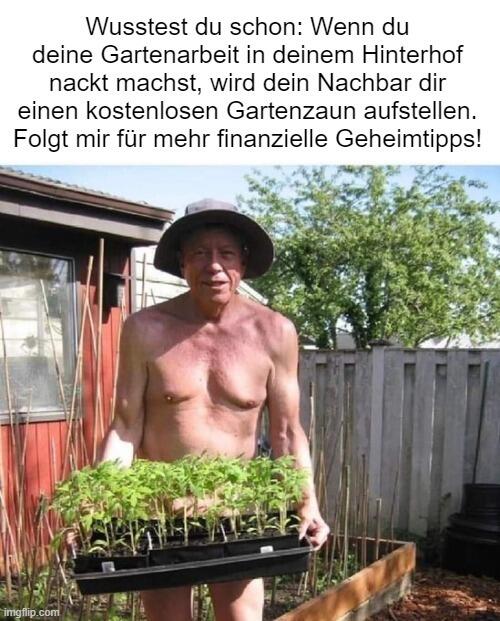 Wusstest du schon: Wenn du
deine Gartenarbeit in deinem Hinterhof
nackt machst, wird dein Nachbar dir
einen kostenlosen Gartenzaun aufstellen.
Folgt mir für mehr finanzielle Geheimtipps!
imgflip.com